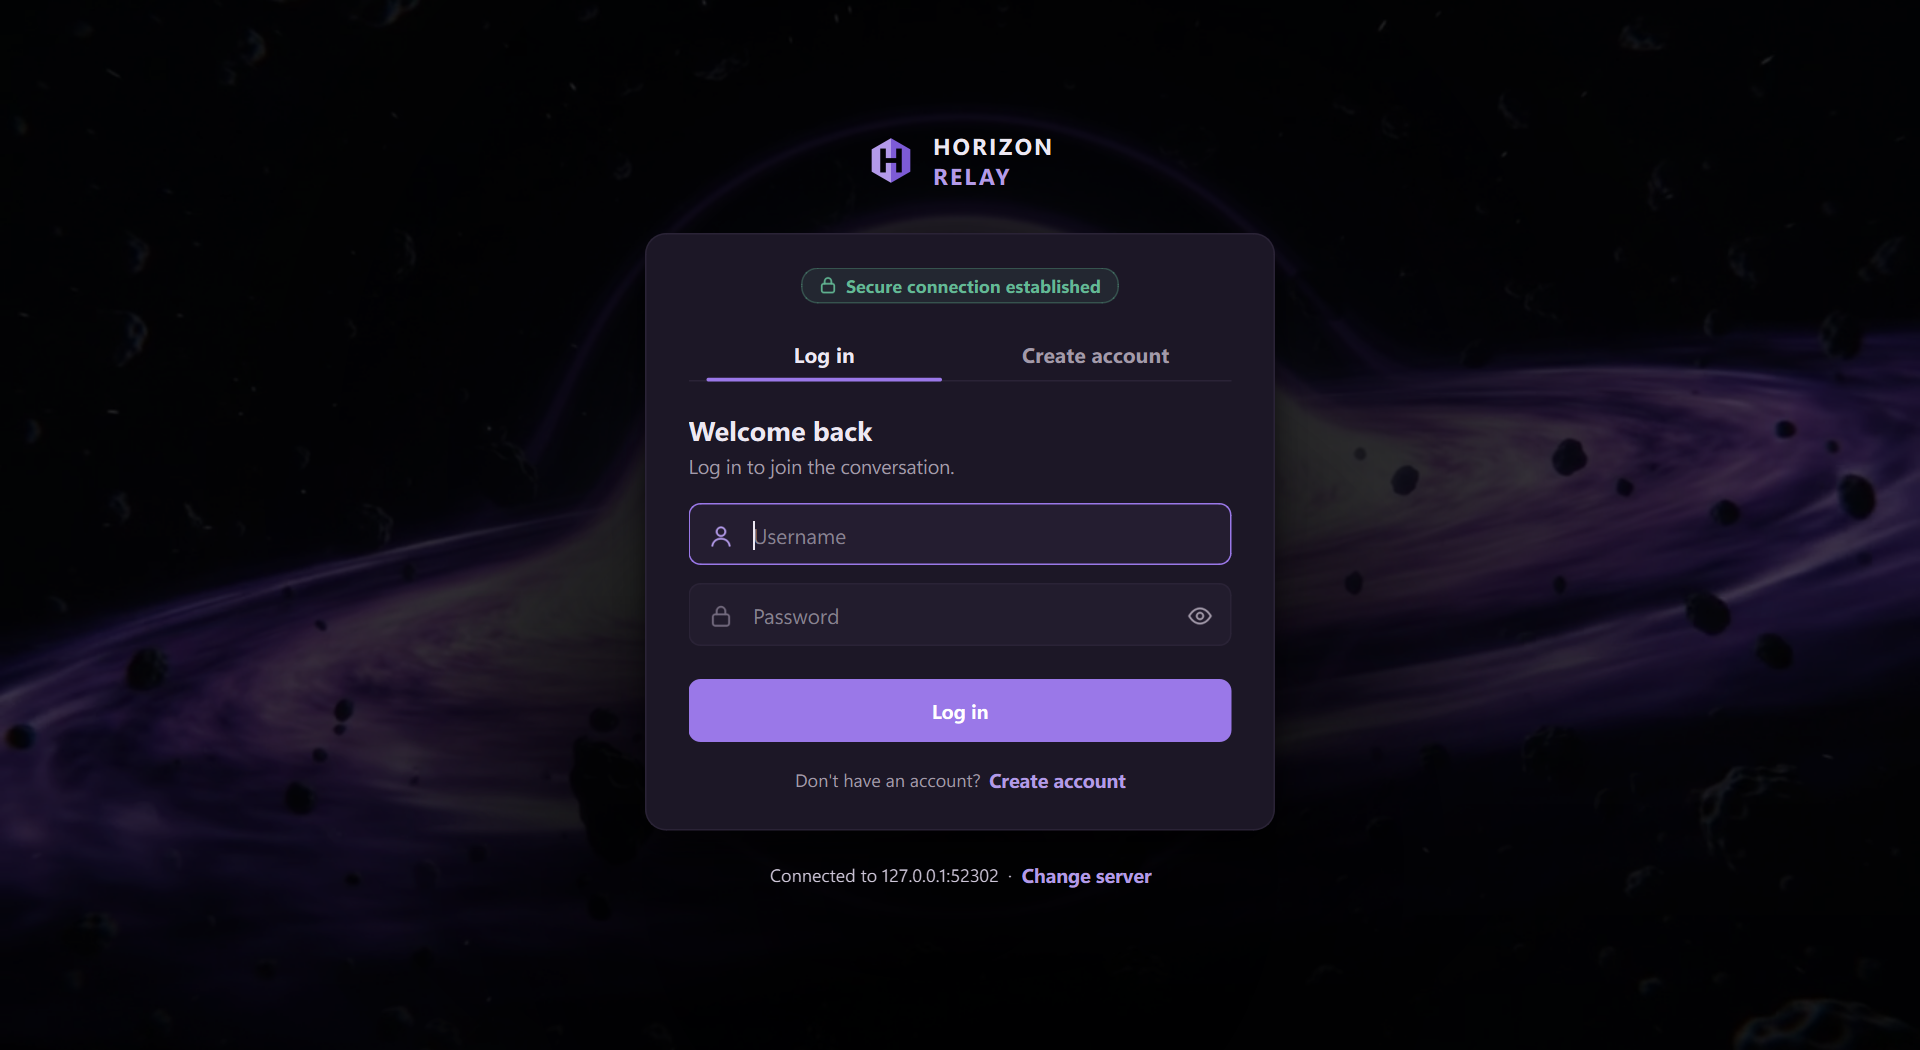 HORIZON
RELAY
Secure connection established
Log in
Create account
Welcome back
Log in to join the conversation.
Username
Password
Log in
Don't have an account? Create account
Connected to 127.0.0.1:52302 · Change server